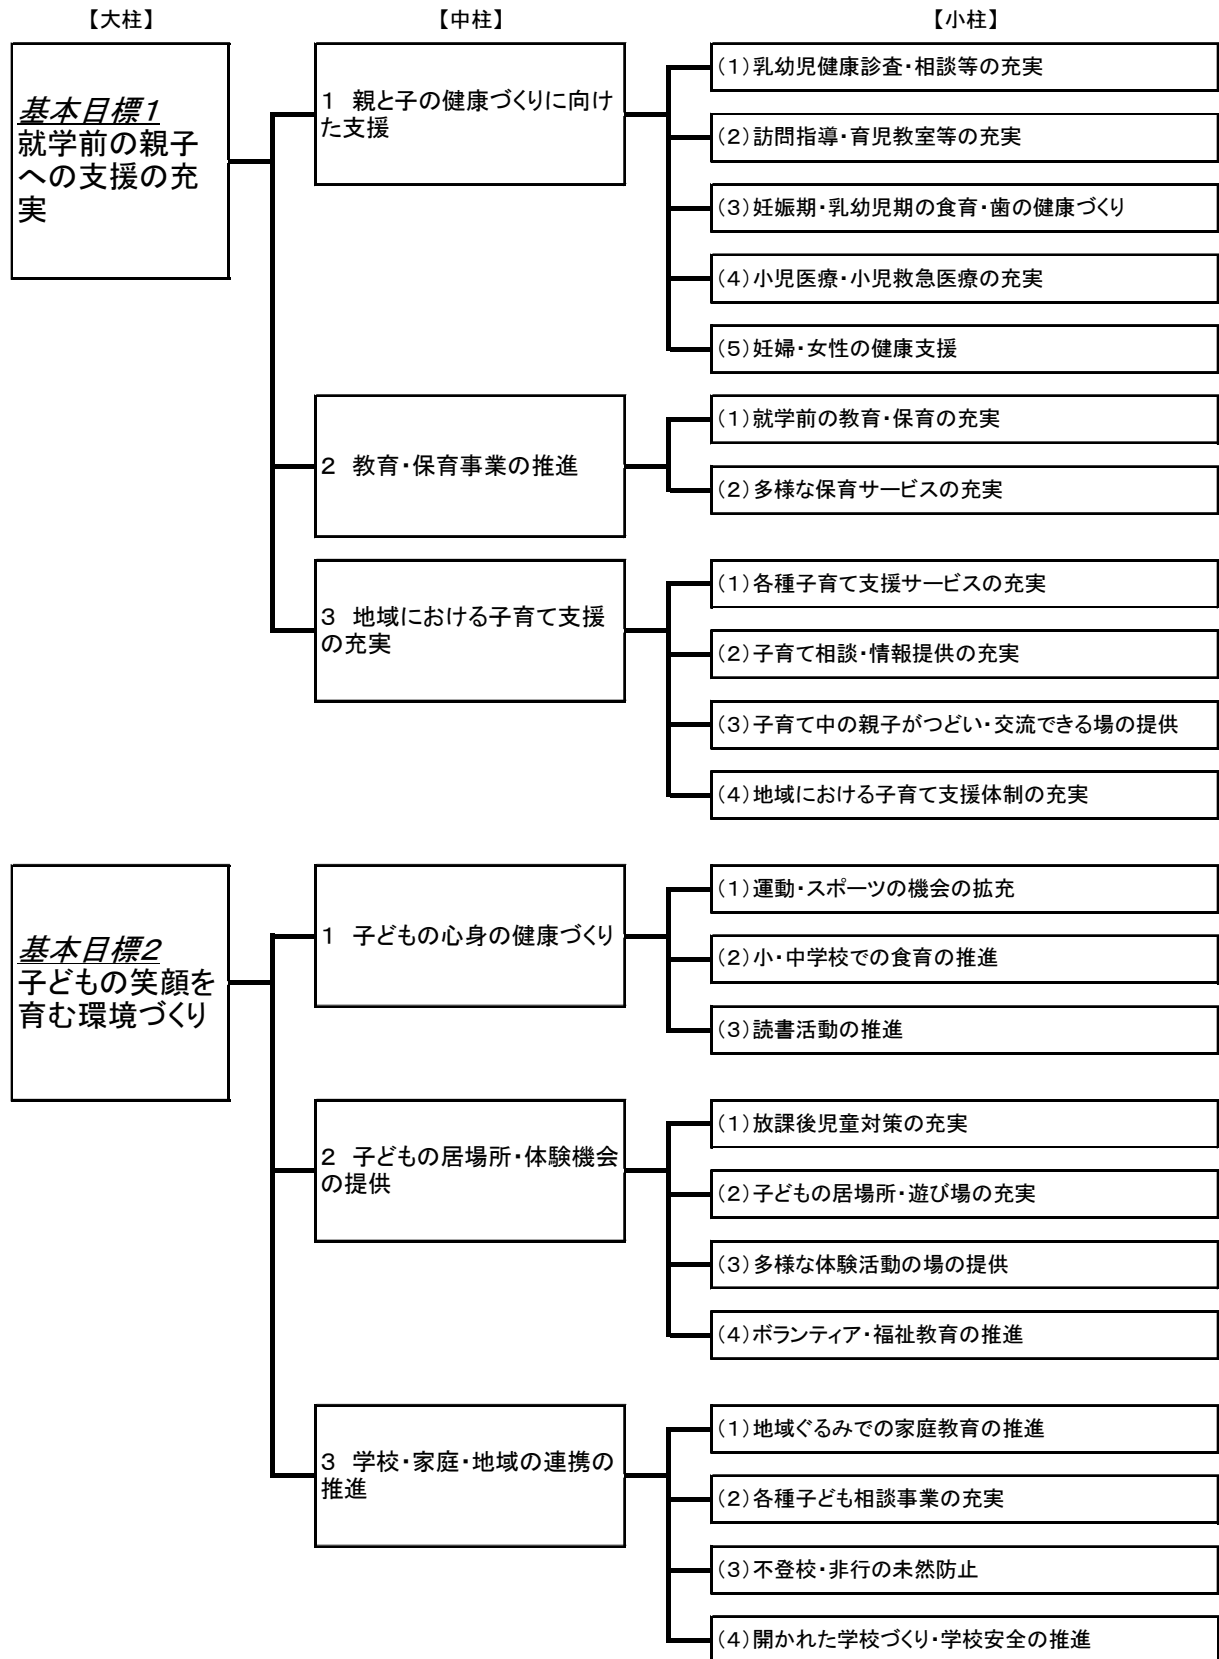 【大柱】
【中柱】
【小柱】
基本目標1
就学前の親子
への支援の充
実
1 親と子の健康づくりに向け
た支援
(1)乳幼児健康診査・相談等の充実
(2)訪問指導・育児教室等の充実
(3)妊娠期・乳幼児期の食育・歯の健康づくり
(4)小児医療・小児救急医療の充実
(5)妊婦・女性の健康支援
2 教育・保育事業の推進
(1)就学前の教育・保育の充実
(2)多様な保育サービスの充実
3 地域における子育て支援
の充実
(1)各種子育て支援サービスの充実
(2)子育て相談・情報提供の充実
(3)子育て中の親子がつどい・交流できる場の提供
(4)地域における子育て支援体制の充実
基本目標2
子どもの笑顔を
育む環境づくり
1 子どもの心身の健康づくり
(1)運動・スポーツの機会の拡充
(2)小・中学校での食育の推進
(3)読書活動の推進
2 子どもの居場所・体験機会
の提供
(1)放課後児童対策の充実
(2)子どもの居場所・遊び場の充実
(3)多様な体験活動の場の提供
(4)ボランティア・福祉教育の推進
3 学校・家庭・地域の連携の
推進
(1)地域ぐるみでの家庭教育の推進
(2)各種子ども相談事業の充実
(3)不登校・非行の未然防止
(4)開かれた学校づくり・学校安全の推進